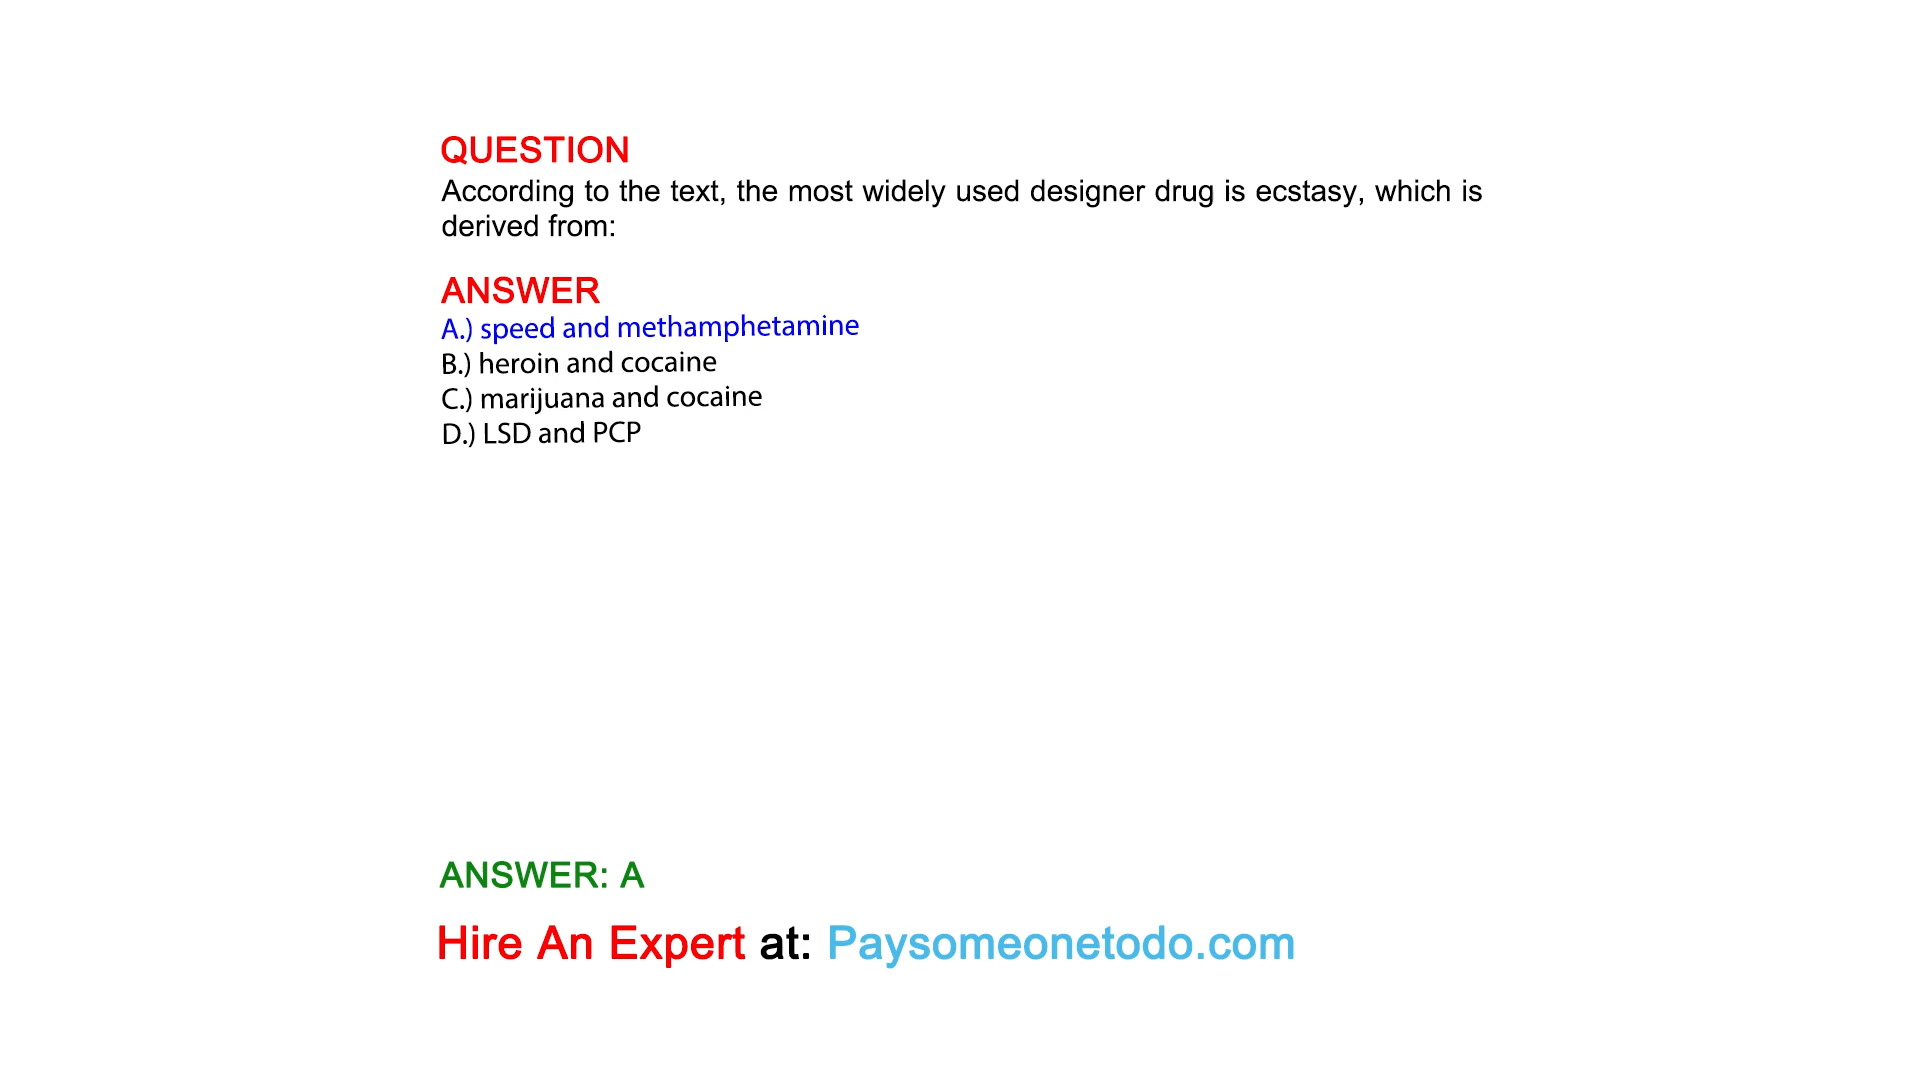 QUESTION
According to the text, the most widely used designer drug is ecstasy, which is
derived from:
ANSWER
A.) speed and methamphetamine
B.) heroin and cocaine
C.) marijuana and cocaine
D.) LSD and PCP
ANSWER: A
Hire An Expert at: Paysomeonetodo.com